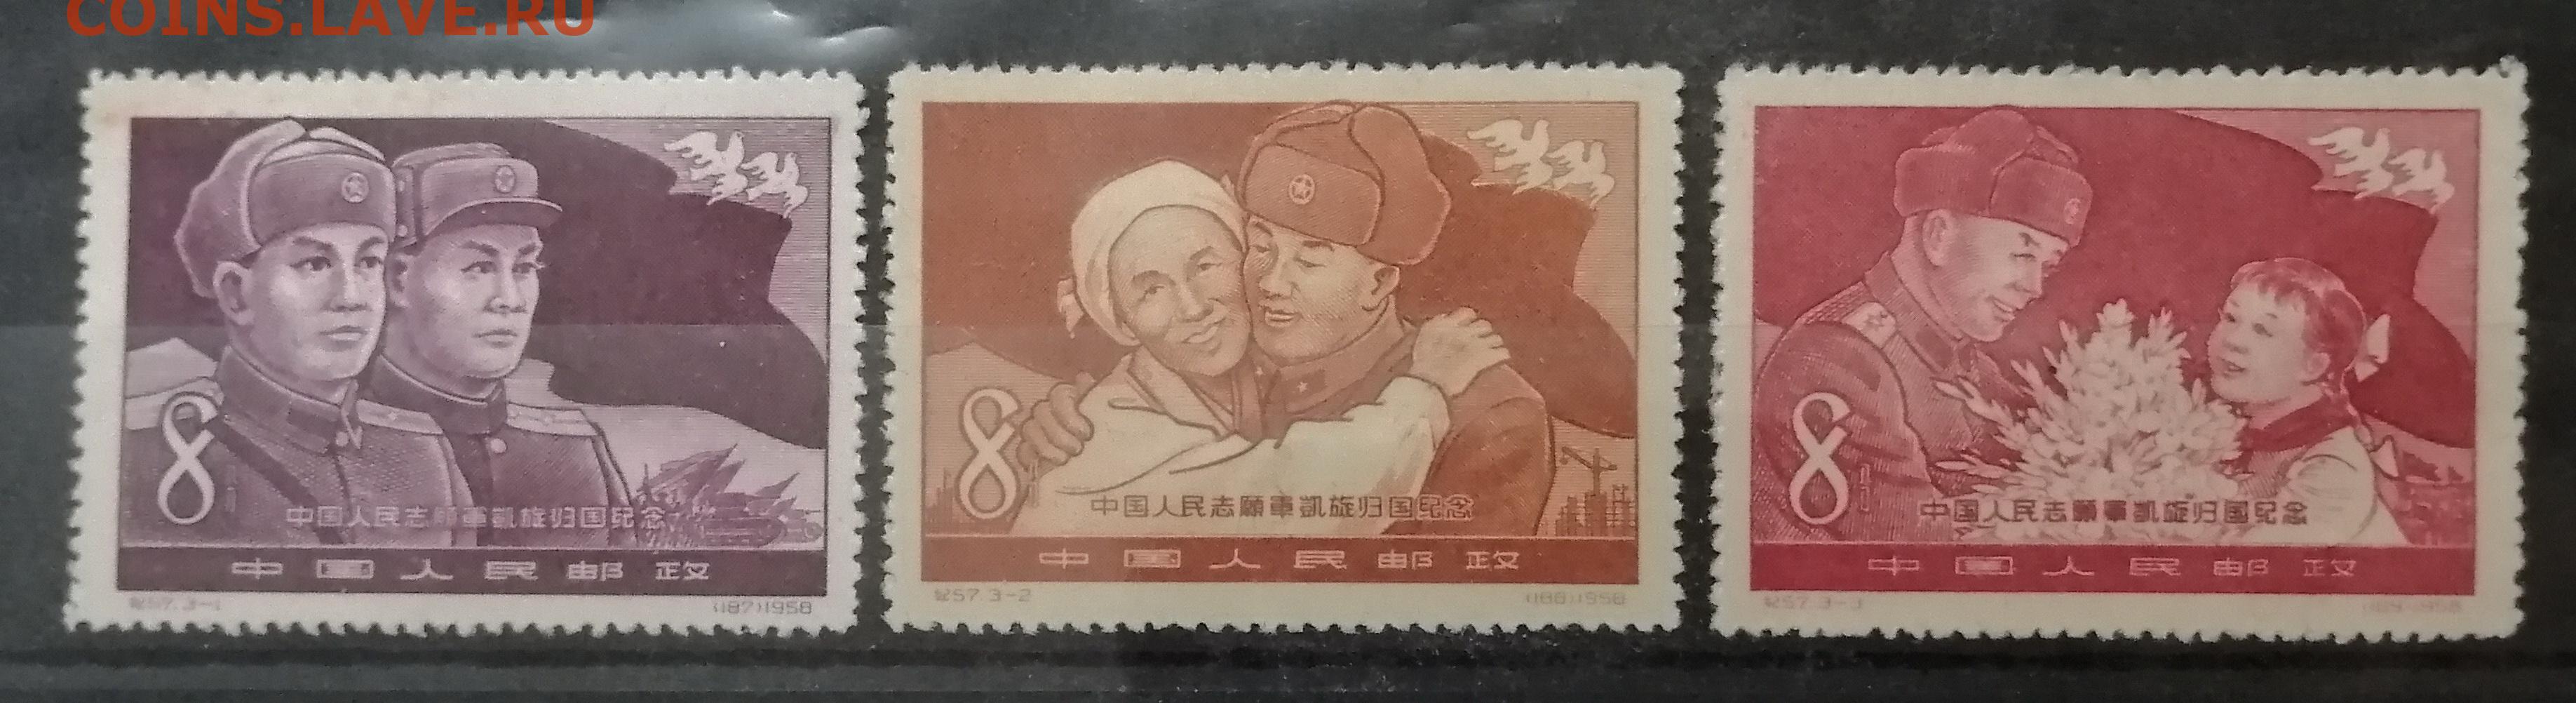 COINS.LAVE.RU
8
中国人民志願軍凱旋归国纪念
中国人民邮政
紀57.3-1 (187)1958
8
中国人民志願軍凱旋归国纪念
中国人民邮政
紀57.3-2 (188)1958
8
中国人民志願軍凱旋归国纪念
中国人民邮政
紀57.3-3 (189)1958